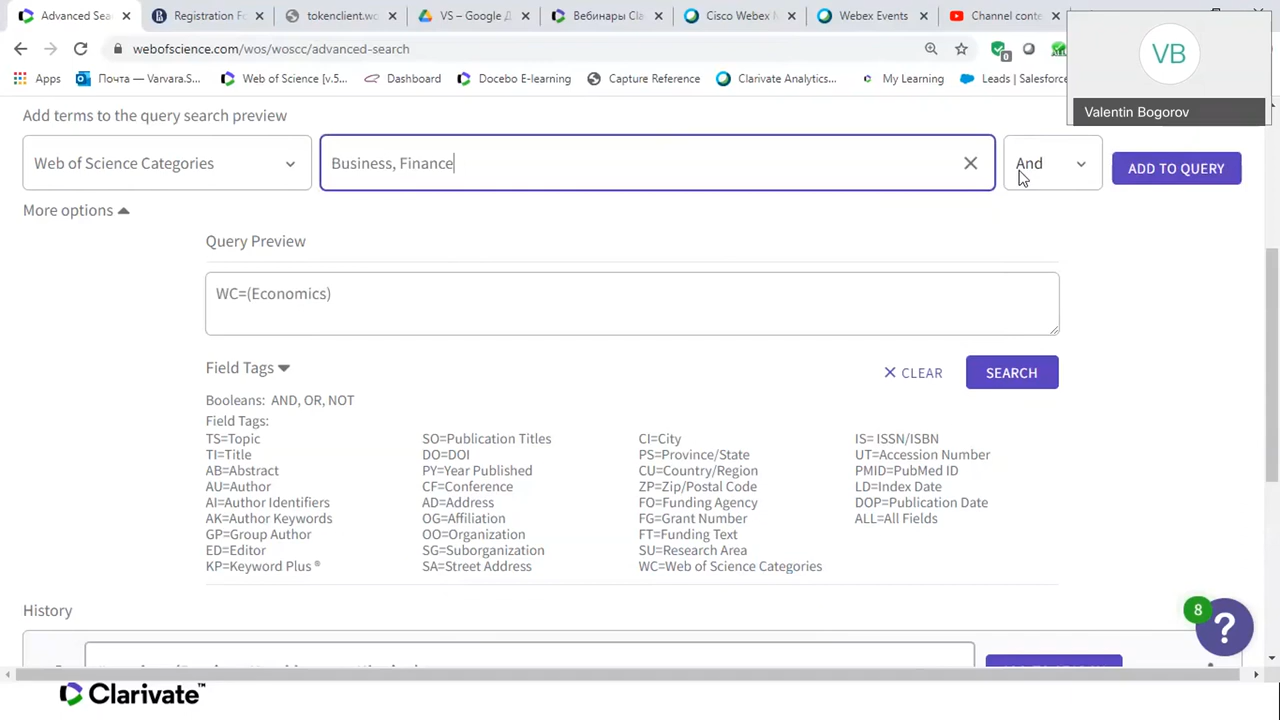 Advanced Sea
Registration Fo
tokenclient.wo
VS – Google Д
Вебинары Cla
Cisco Webex M
Webex Events
Channel conte
webofscience.com/wos/woscc/advanced-search
Apps
Почта — Varvara.S...
Web of Science [v.5...
Dashboard
Docebo E-learning
Capture Reference
Clarivate Analytics...
My Learning
Leads | Salesforce
VB
Valentin Bogorov
0
Add terms to the query search preview
Web of Science Categories
Business, Finance
And
ADD TO QUERY
More options
Query Preview
WC=(Economics)
Field Tags
CLEAR
SEARCH
Booleans: AND, OR, NOT
Field Tags:
TS=Topic
TI=Title
AB=Abstract
AU=Author
AI=Author Identifiers
AK=Author Keywords
GP=Group Author
ED=Editor
KP=Keyword Plus ®
SO=Publication Titles
DO=DOI
PY=Year Published
CF=Conference
AD=Address
OG=Affiliation
OO=Organization
SG=Suborganization
SA=Street Address
CI=City
PS=Province/State
CU=Country/Region
ZP=Zip/Postal Code
FO=Funding Agency
FG=Grant Number
FT=Funding Text
SU=Research Area
WC=Web of Science Categories
IS= ISSN/ISBN
UT=Accession Number
PMID=PubMed ID
LD=Index Date
DOP=Publication Date
ALL=All Fields
History
8
?
Clarivate™